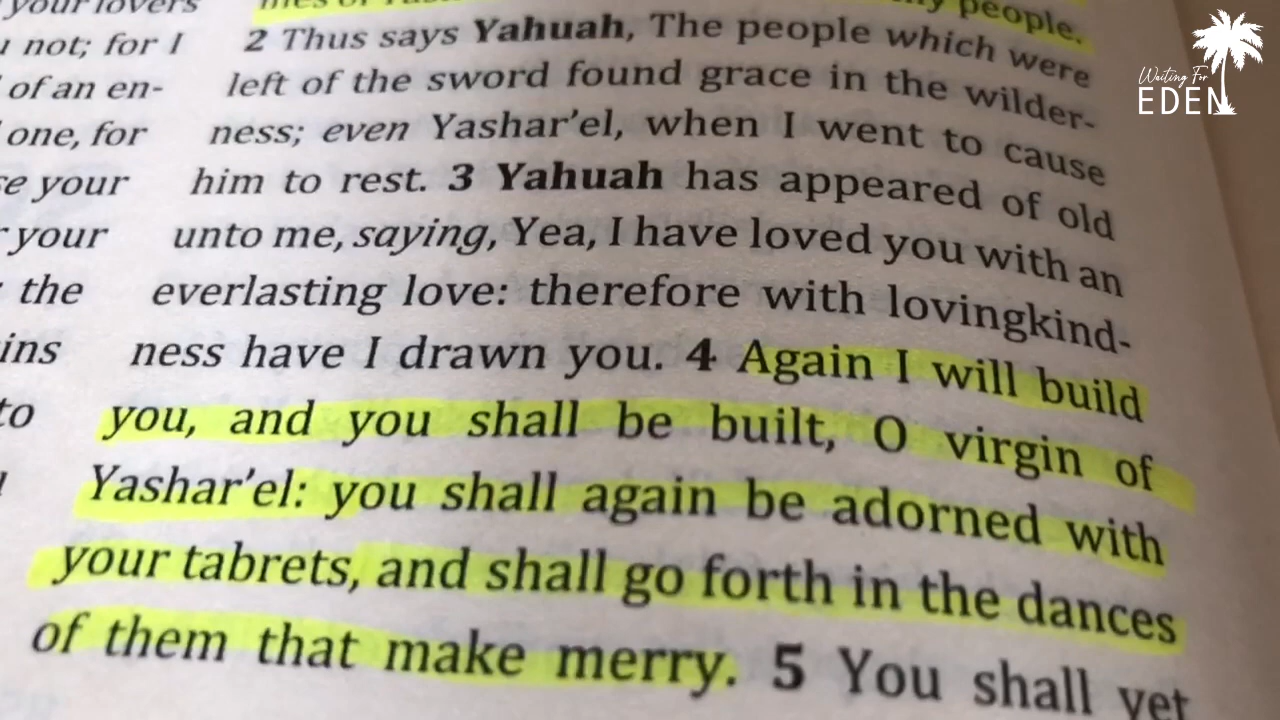 your lovers
not; for I
of an en-
one, for
your
your
the
ins
to
people.
2 Thus says Yahuah, The people which were
left of the sword found grace in the wilder-
ness; even Yashar'el, when I went to cause
him to rest. 3 Yahuah has appeared of old
unto me, saying, Yea, I have loved you with an
everlasting love: therefore with lovingkind-
ness have I drawn you. 4 Again I will build
you, and you shall be built, O virgin of
Yashar'el: you shall again be adorned with
your tabrets, and shall go forth in the dances
of them that make merry. 5 You shall yet
Waiting For
EDEN